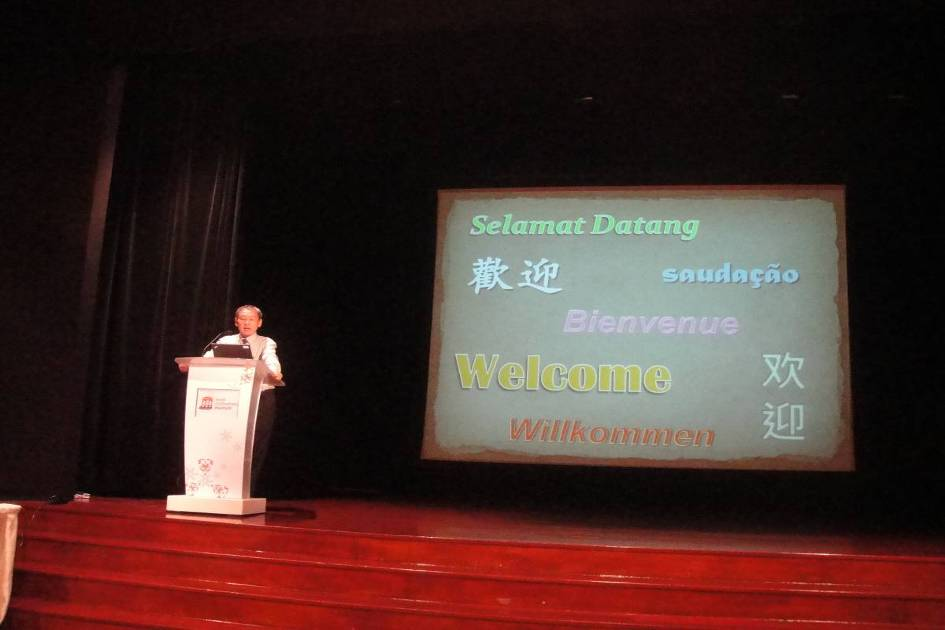 Selamat Datang
歡迎
saudação
Bienvenue
Welcome
欢迎
Willkommen